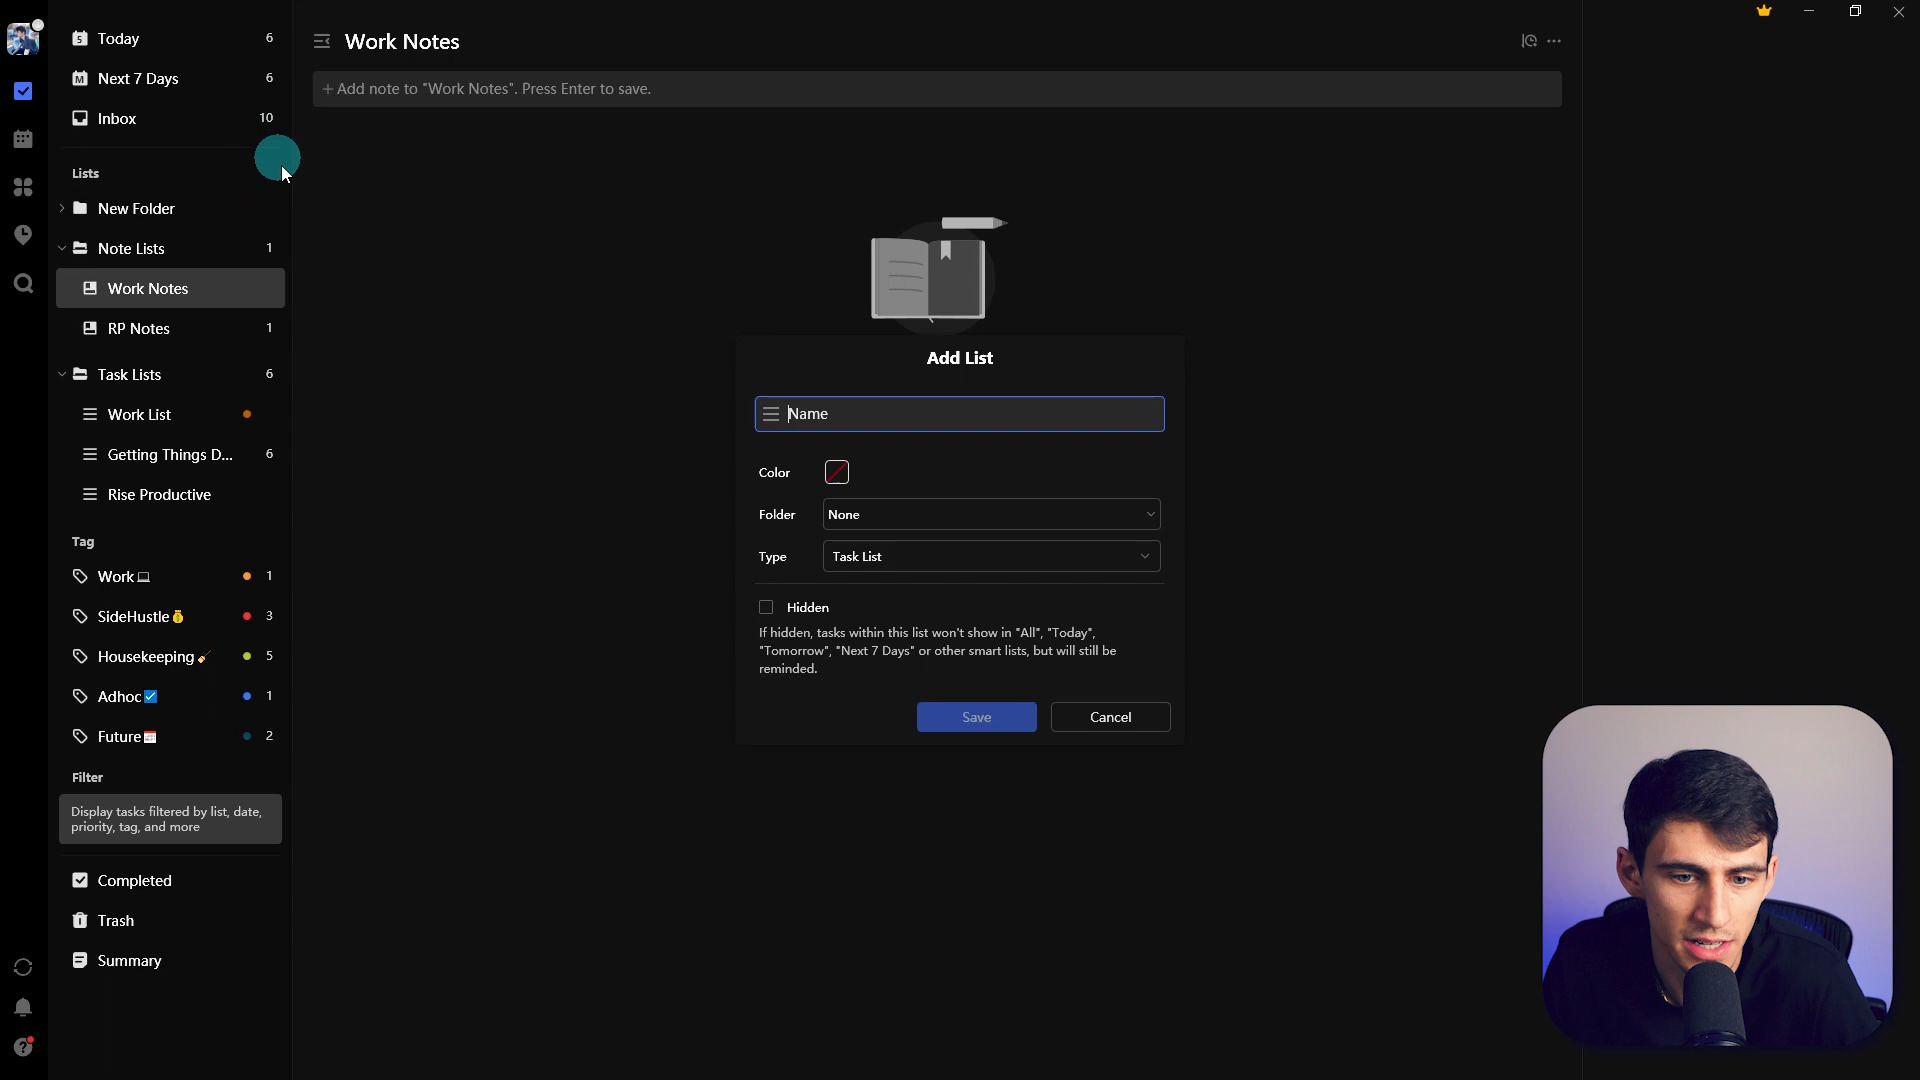 Today 6
Next 7 Days 6
Inbox 10
Lists
New Folder
Note Lists 1
Work Notes
RP Notes 1
Task Lists 6
Work List
Getting Things D... 6
Rise Productive
Tag
Work 1
SideHustle 3
Housekeeping 5
Adhoc 1
Future 2
Filter
Display tasks filtered by list, date,
priority, tag, and more
Completed
Trash
Summary
Work Notes
+ Add note to "Work Notes". Press Enter to save.
Add List
Name
Color
Folder None
Type Task List
Hidden
If hidden, tasks within this list won't show in "All", "Today",
"Tomorrow", "Next 7 Days" or other smart lists, but will still be
reminded.
Save Cancel